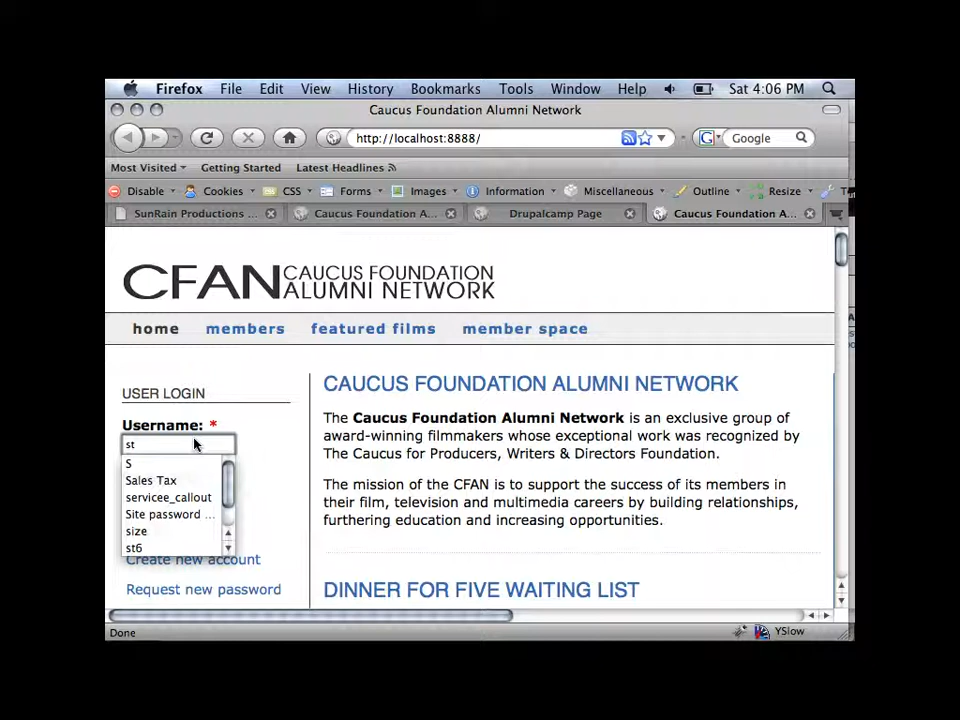 Firefox File Edit View History Bookmarks Tools Window Help Sat 4:06 PM
Caucus Foundation Alumni Network
http://localhost:8888/ G Google
Most Visited Getting Started Latest Headlines
Disable Cookies CSS Forms Images Information Miscellaneous Outline Resize
SunRain Productions ... Caucus Foundation A... Drupalcamp Page Caucus Foundation A...
CFAN CAUCUS FOUNDATION
ALUMNI NETWORK
home members featured films member space
USER LOGIN
Username: *
st
S
Sales Tax
servicee_callout
Site password ...
size
st6
Create new account
Request new password
CAUCUS FOUNDATION ALUMNI NETWORK
The Caucus Foundation Alumni Network is an exclusive group of
award-winning filmmakers whose exceptional work was recognized by
The Caucus for Producers, Writers & Directors Foundation.
The mission of the CFAN is to support the success of its members in
their film, television and multimedia careers by building relationships,
furthering education and increasing opportunities.
DINNER FOR FIVE WAITING LIST
Done YSlow